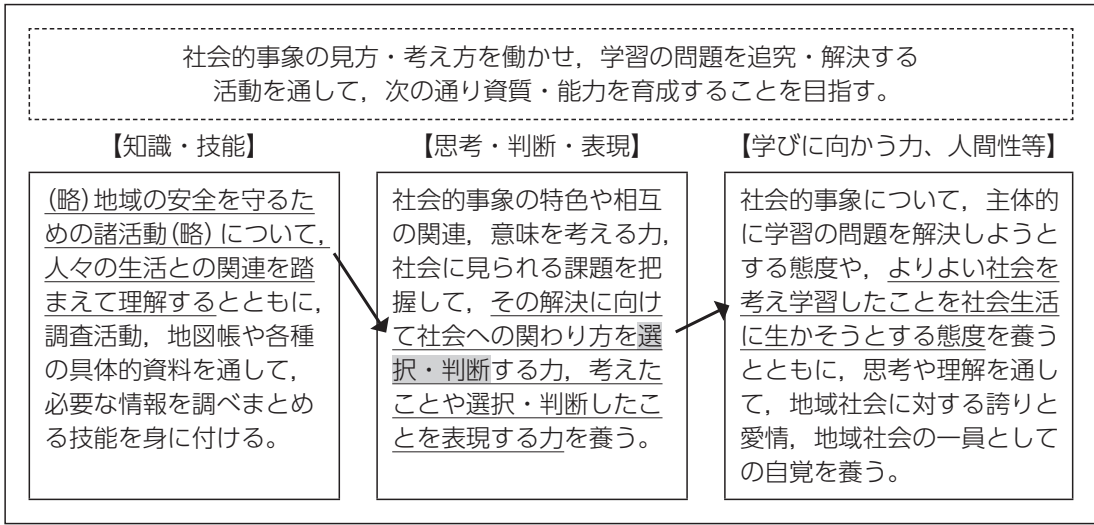 社会的事象の見方・考え方を働かせ，学習の問題を追究・解決する
活動を通して，次の通り資質・能力を育成することを目指す。
【知識・技能】
(略)地域の安全を守るた
めの諸活動(略)について，
人々の生活との関連を踏
まえて理解するとともに，
調査活動，地図帳や各種
の具体的資料を通して，
必要な情報を調べまとめ
る技能を身に付ける。
【思考・判断・表現】
社会的事象の特色や相互
の関連，意味を考える力，
社会に見られる課題を把
握して，その解決に向け
て社会への関わり方を選
択・判断する力，考えた
ことや選択・判断したこ
とを表現する力を養う。
【学びに向かう力、人間性等】
社会的事象について，主体的
に学習の問題を解決しようと
する態度や，よりよい社会を
考え学習したことを社会生活
に生かそうとする態度を養う
とともに，思考や理解を通し
て，地域社会に対する誇りと
愛情，地域社会の一員として
の自覚を養う。